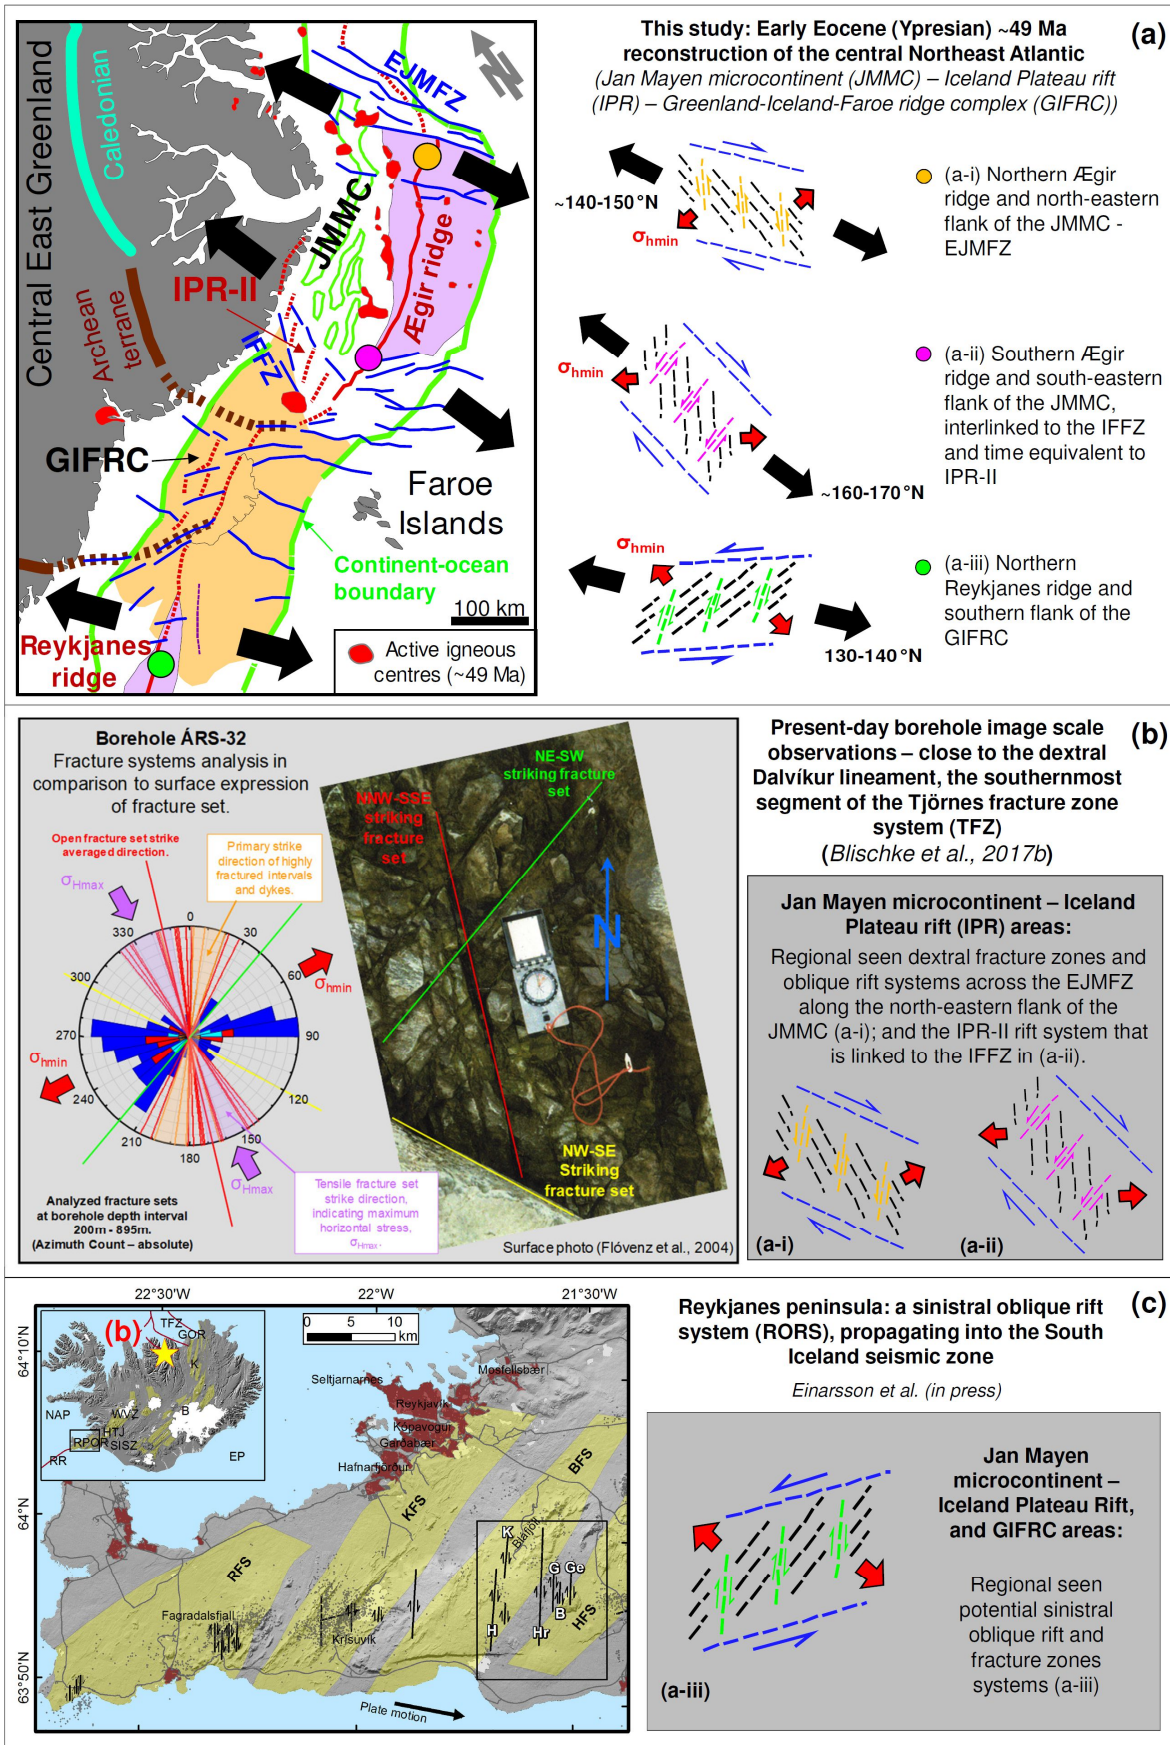 This study: Early Eocene (Ypresian) ~49 Ma
reconstruction of the central Northeast Atlantic
(Jan Mayen microcontinent (JMMC) – Iceland Plateau rift
(IPR) – Greenland-Iceland-Faroe ridge complex (GIFRC))
(a)
Central East Greenland
Caledonian
Archean
terrane
EJMFZ
JMMC
IPR-II
Ægir ridge
IFFZ
GIFRC
Faroe
Islands
Continent-ocean
boundary
100 km
Reykjanes
ridge
Active igneous
centres (~49 Ma)
N
~140-150°N
σhmin
(a-i) Northern Ægir
ridge and north-eastern
flank of the JMMC -
EJMFZ
σhmin
~160-170°N
(a-ii) Southern Ægir
ridge and south-eastern
flank of the JMMC,
interlinked to the IFFZ
and time equivalent to
IPR-II
σhmin
130-140°N
(a-iii) Northern
Reykjanes ridge and
southern flank of the
GIFRC
Borehole ÁRS-32
Fracture systems analysis in
comparison to surface expression
of fracture set.
Open fracture set strike
averaged direction.
Primary strike
direction of highly
fractured intervals
and dykes.
σHmax
0
30
60
90
120
150
180
210
240
270
300
330
σhmin
σhmin
σHmax
Analyzed fracture sets
at borehole depth interval
200m - 895m.
(Azimuth Count – absolute)
Tensile fracture set
strike direction,
indicating maximum
horizontal stress,
σHmax.
NE-SW
striking fracture
set
NNW-SSE
striking
fracture
set
N
NW-SE
Striking
fracture set
Surface photo (Flóvenz et al., 2004)
Present-day borehole image scale
observations – close to the dextral
Dalvíkur lineament, the southernmost
segment of the Tjörnes fracture zone
system (TFZ)
(Blischke et al., 2017b)
(b)
Jan Mayen microcontinent – Iceland
Plateau rift (IPR) areas:
Regional seen dextral fracture zones and
oblique rift systems across the EJMFZ
along the north-eastern flank of the
JMMC (a-i); and the IPR-II rift system that
is linked to the IFFZ in (a-ii).
(a-i)
(a-ii)
22°30'W
22°W
21°30'W
64°10'N
64°N
63°50'N
(b)
TFZ
GOR
K
NAP
WVZ
B
HTJ
RPOR
SISZ
RR
EP
0 5 10
km
Seltjarnarnes
Mosfellsbær
Reykjavík
Kópavogur
Garðabær
Hafnarfjörður
RFS
KFS
BFS
HFS
Bláfjöll
Fagradalsfjall
Krísuvík
K
G
Ge
B
H
Hr
Plate motion
Reykjanes peninsula: a sinistral oblique rift
system (RORS), propagating into the South
Iceland seismic zone
Einarsson et al. (in press)
(c)
Jan Mayen
microcontinent –
Iceland Plateau Rift,
and GIFRC areas:
Regional seen
potential sinistral
oblique rift and
fracture zones
systems (a-iii)
(a-iii)